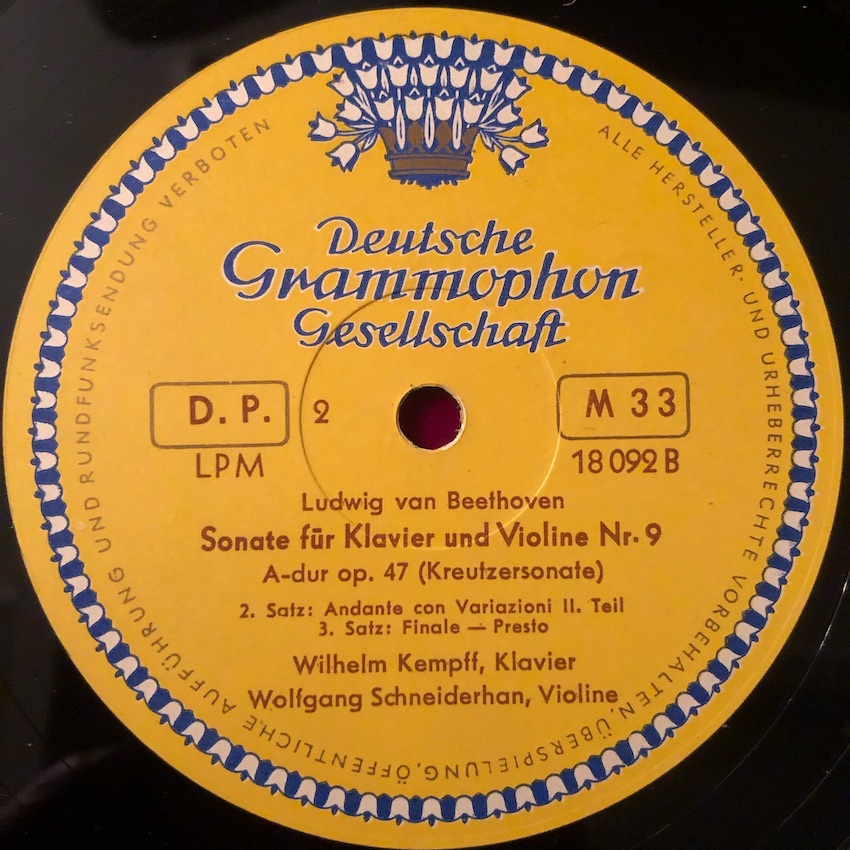 Deutsche
Grammophon
Gesellschaft
D. P.
2
M 33
LPM
18 092 B
Ludwig van Beethoven
Sonate für Klavier und Violine Nr. 9
A-dur op. 47 (Kreutzersonate)
2. Satz: Andante con Variazioni II. Teil
3. Satz: Finale — Presto
Wilhelm Kempff, Klavier
Wolfgang Schneiderhan, Violine
ALLE HERSTELLER- UND URHEBERRECHTE VORBEHALTEN, ÜBERSPIELUNG, ÖFFENTLICHE AUFFÜHRUNG UND RUNDFUNKSENDUNG VERBOTEN